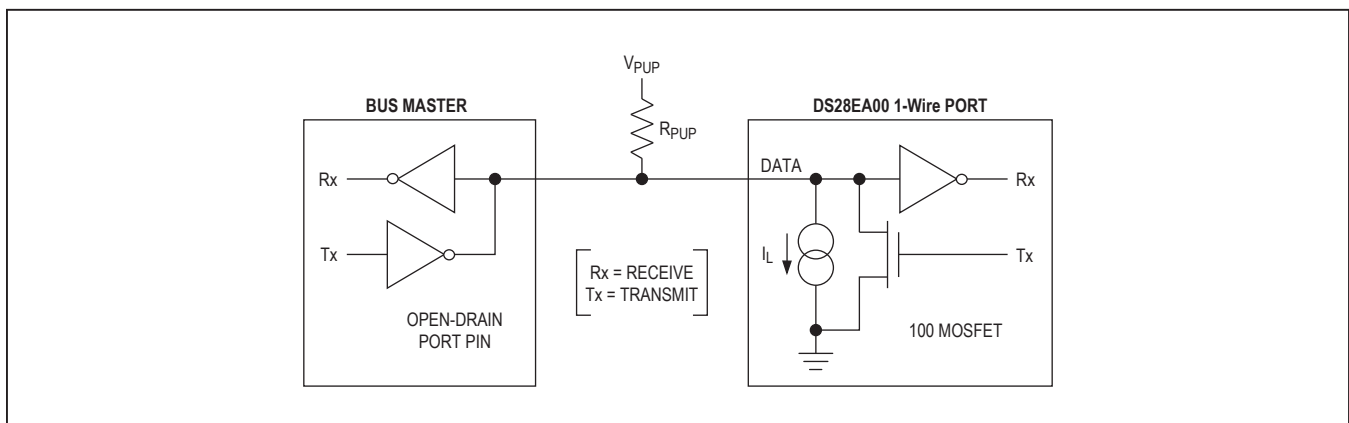 VPUP
BUS MASTER
DS28EA00 1-Wire PORT
RPUP
Rx
DATA
Rx
Tx
IL
Tx
Rx = RECEIVE
Tx = TRANSMIT
OPEN-DRAIN
PORT PIN
100 MOSFET